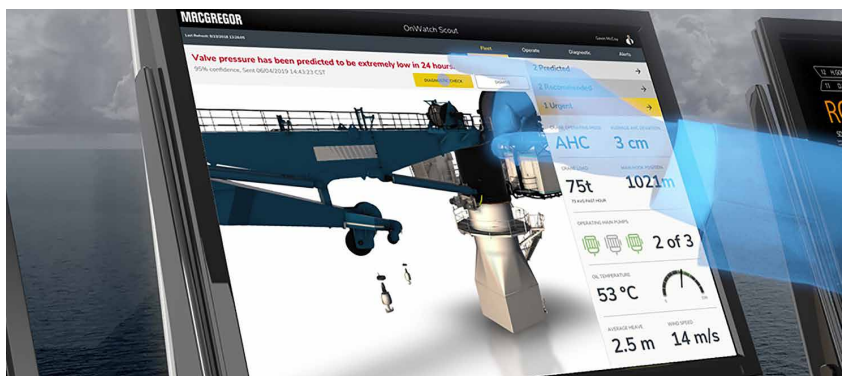 MACGREGOR
OnWatch Scout
Fleet
Operate
Diagnostic
Alerts
Valve pressure has been predicted to be extremely low in 24 hours.
95% confidence, Sent 06/04/2019 14:43:23 CST
2 Predicted
2 Recommended
1 Urgent
AHC
3 cm
CRANE LOAD
75t
1021m
OPERATING MAIN PUMPS
2 of 3
OIL TEMPERATURE
53 °C
AVERAGE HEAVE
WIND SPEED
2.5 m
14 m/s